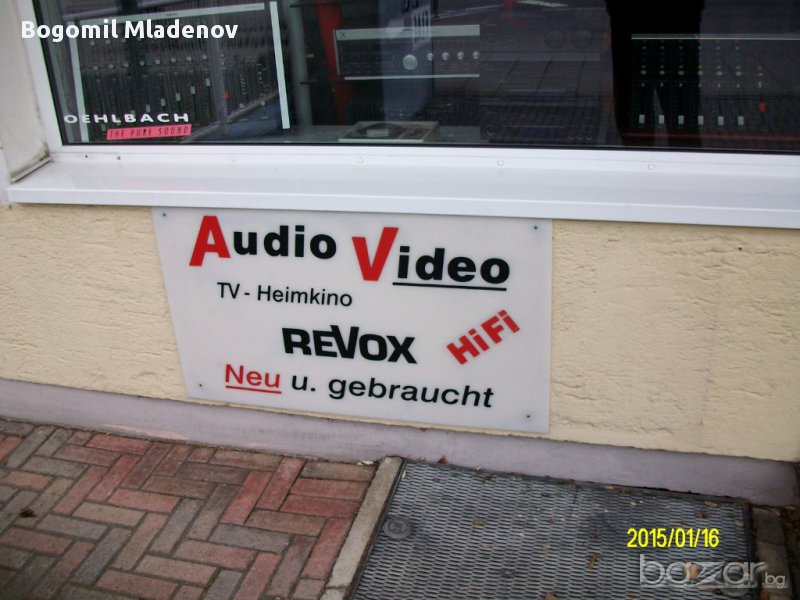 Bogomil Mladenov
OEHLBACH
THE PURE SOUND
Audio Video
TV - Heimkino
REVOX
HiFi
Neu u. gebraucht
2015/01/16
bazar.bg